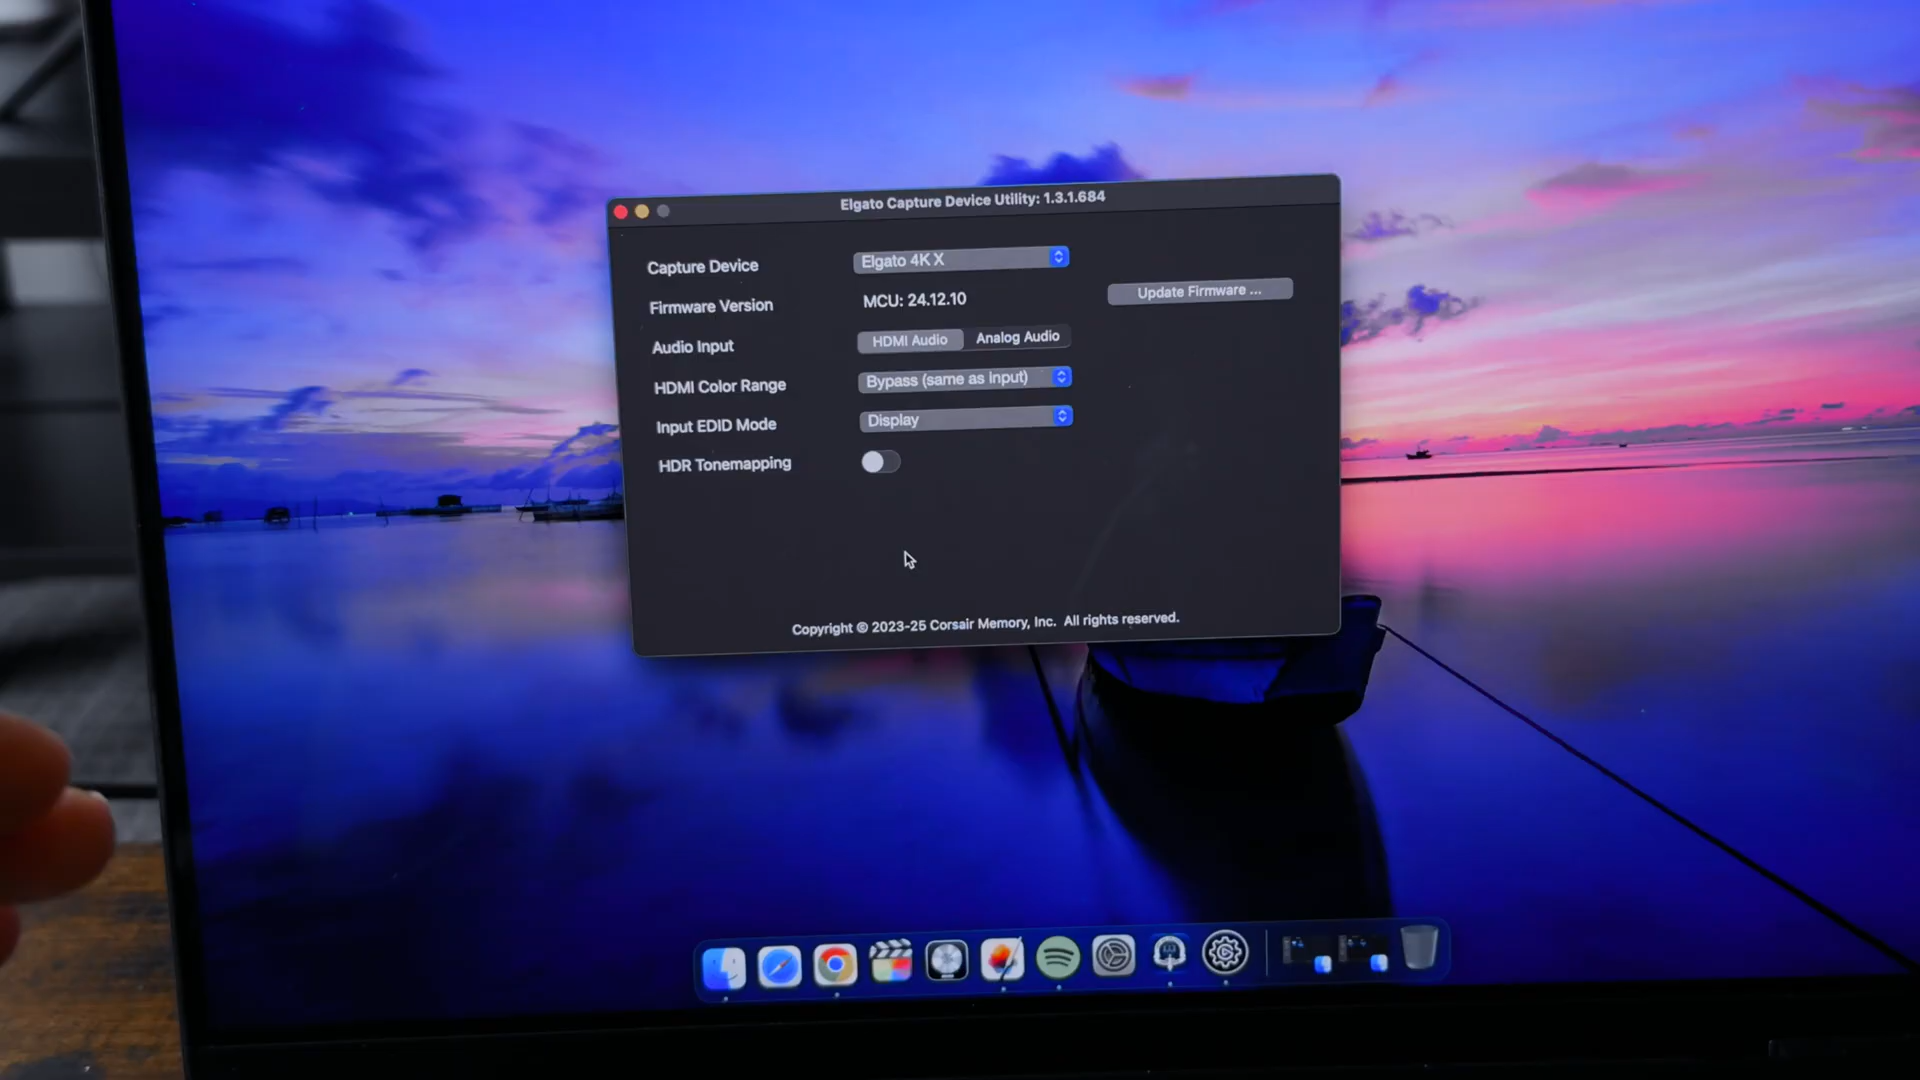 Elgato Capture Device Utility: 1.3.1.684
Capture Device
Elgato 4K X
Firmware Version
MCU: 24.12.10
Update Firmware ...
Audio Input
HDMI Audio
Analog Audio
HDMI Color Range
Bypass (same as input)
Input EDID Mode
Display
HDR Tonemapping
Copyright © 2023-25 Corsair Memory, Inc. All rights reserved.